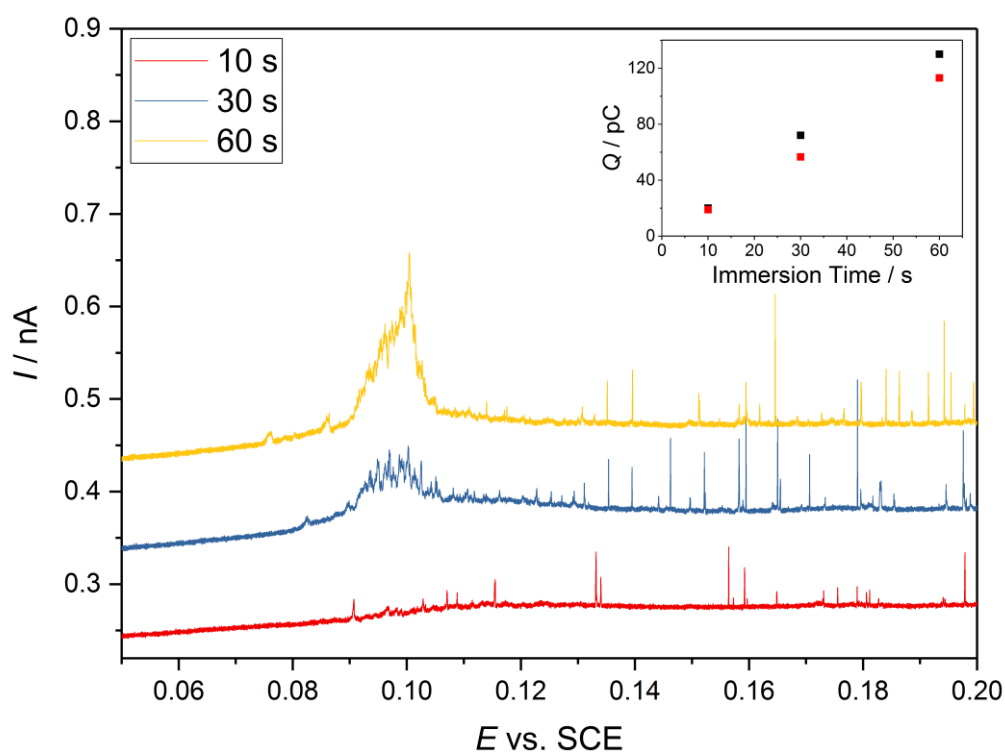 0.9
0.8
0.7
0.6
0.5
0.4
0.3
I / nA
10 s
30 s
60 s
120
80
40
0
Q / pC
0 10 20 30 40 50 60
Immersion Time / s
0.06 0.08 0.10 0.12 0.14 0.16 0.18 0.20
E vs. SCE